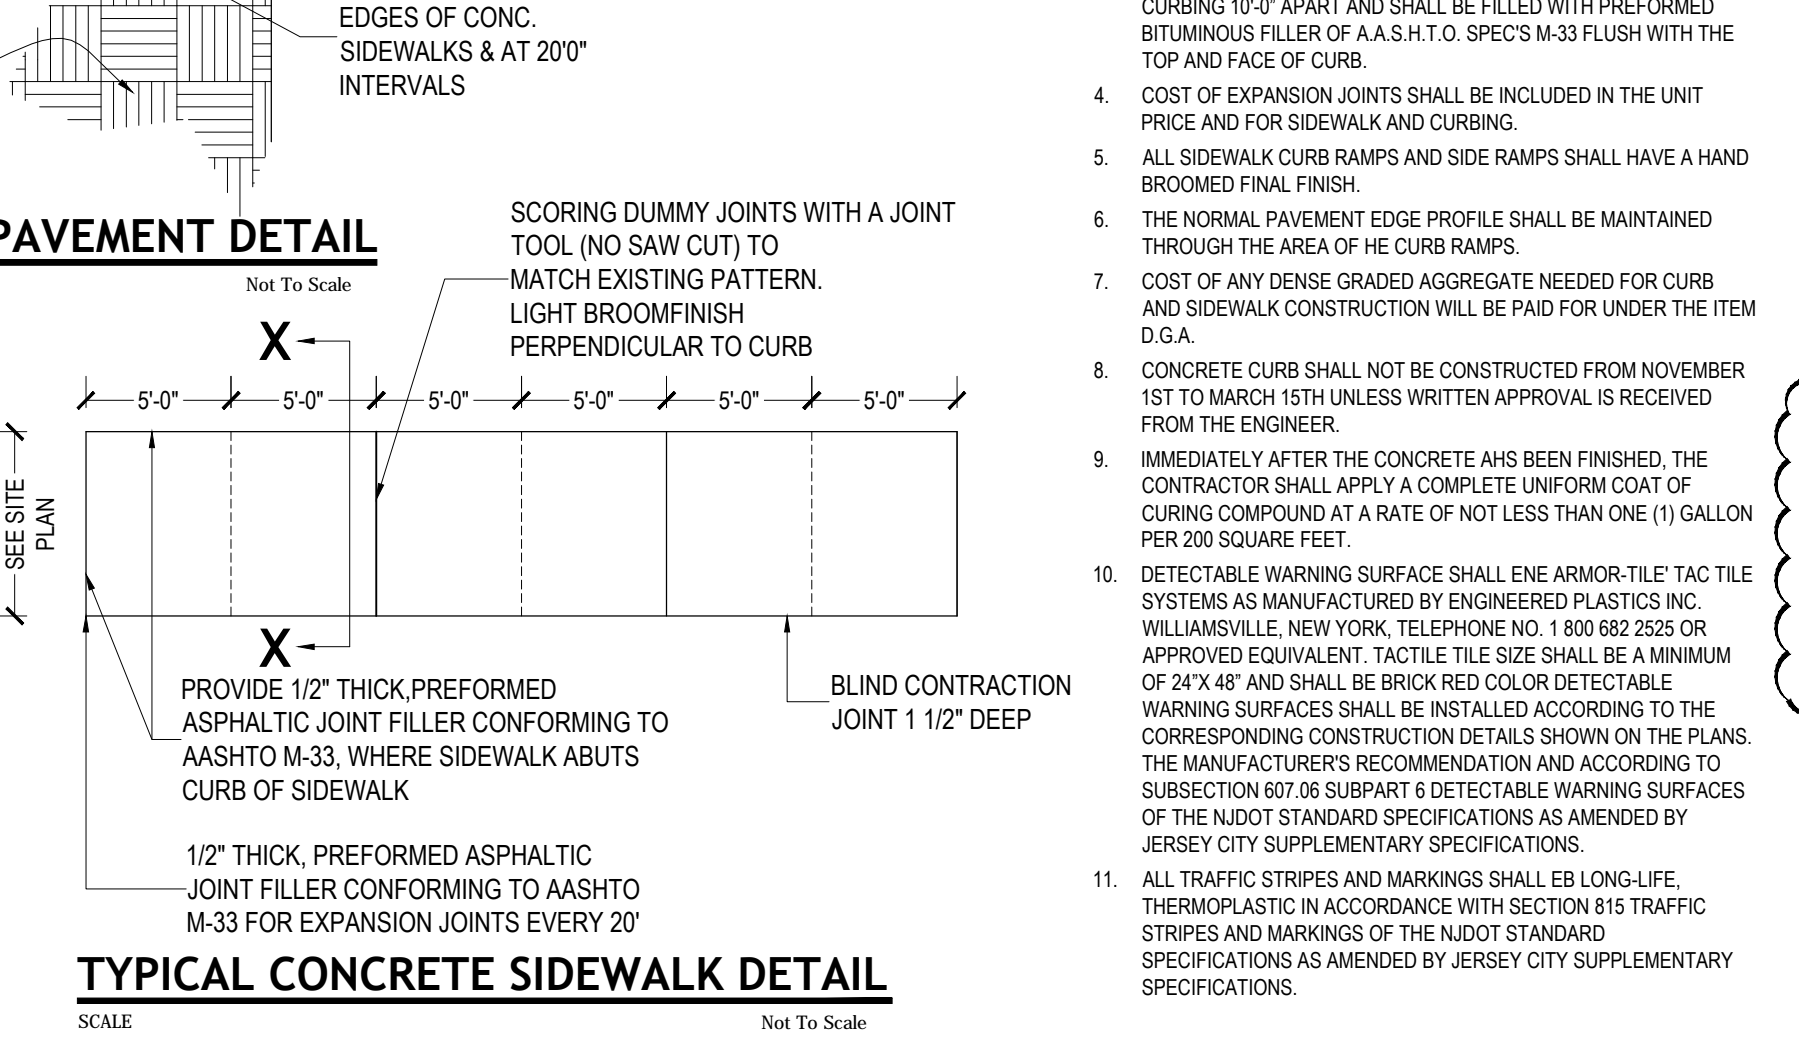 EDGES OF CONC.
SIDEWALKS & AT 20'0"
INTERVALS
PAVEMENT DETAIL
Not To Scale
SCORING DUMMY JOINTS WITH A JOINT
TOOL (NO SAW CUT) TO
MATCH EXISTING PATTERN.
LIGHT BROOMFINISH
PERPENDICULAR TO CURB
X
5'-0"
5'-0"
5'-0"
5'-0"
5'-0"
5'-0"
SEE SITE
PLAN
X
PROVIDE 1/2" THICK,PREFORMED
ASPHALTIC JOINT FILLER CONFORMING TO
AASHTO M-33, WHERE SIDEWALK ABUTS
CURB OF SIDEWALK
BLIND CONTRACTION
JOINT 1 1/2" DEEP
1/2" THICK, PREFORMED ASPHALTIC
JOINT FILLER CONFORMING TO AASHTO
M-33 FOR EXPANSION JOINTS EVERY 20'
TYPICAL CONCRETE SIDEWALK DETAIL
SCALE
Not To Scale
CURBING 10'-0" APART AND SHALL BE FILLED WITH PREFORMED
BITUMINOUS FILLER OF A.A.S.H.T.O. SPEC'S M-33 FLUSH WITH THE
TOP AND FACE OF CURB.
4. COST OF EXPANSION JOINTS SHALL BE INCLUDED IN THE UNIT
PRICE AND FOR SIDEWALK AND CURBING.
5. ALL SIDEWALK CURB RAMPS AND SIDE RAMPS SHALL HAVE A HAND
BROOMED FINAL FINISH.
6. THE NORMAL PAVEMENT EDGE PROFILE SHALL BE MAINTAINED
THROUGH THE AREA OF HE CURB RAMPS.
7. COST OF ANY DENSE GRADED AGGREGATE NEEDED FOR CURB
AND SIDEWALK CONSTRUCTION WILL BE PAID FOR UNDER THE ITEM
D.G.A.
8. CONCRETE CURB SHALL NOT BE CONSTRUCTED FROM NOVEMBER
1ST TO MARCH 15TH UNLESS WRITTEN APPROVAL IS RECEIVED
FROM THE ENGINEER.
9. IMMEDIATELY AFTER THE CONCRETE AHS BEEN FINISHED, THE
CONTRACTOR SHALL APPLY A COMPLETE UNIFORM COAT OF
CURING COMPOUND AT A RATE OF NOT LESS THAN ONE (1) GALLON
PER 200 SQUARE FEET.
10. DETECTABLE WARNING SURFACE SHALL ENE ARMOR-TILE' TAC TILE
SYSTEMS AS MANUFACTURED BY ENGINEERED PLASTICS INC.
WILLIAMSVILLE, NEW YORK, TELEPHONE NO. 1 800 682 2525 OR
APPROVED EQUIVALENT. TACTILE TILE SIZE SHALL BE A MINIMUM
OF 24”X 48” AND SHALL BE BRICK RED COLOR DETECTABLE
WARNING SURFACES SHALL BE INSTALLED ACCORDING TO THE
CORRESPONDING CONSTRUCTION DETAILS SHOWN ON THE PLANS.
THE MANUFACTURER'S RECOMMENDATION AND ACCORDING TO
SUBSECTION 607.06 SUBPART 6 DETECTABLE WARNING SURFACES
OF THE NJDOT STANDARD SPECIFICATIONS AS AMENDED BY
JERSEY CITY SUPPLEMENTARY SPECIFICATIONS.
11. ALL TRAFFIC STRIPES AND MARKINGS SHALL EB LONG-LIFE,
THERMOPLASTIC IN ACCORDANCE WITH SECTION 815 TRAFFIC
STRIPES AND MARKINGS OF THE NJDOT STANDARD
SPECIFICATIONS AS AMENDED BY JERSEY CITY SUPPLEMENTARY
SPECIFICATIONS.